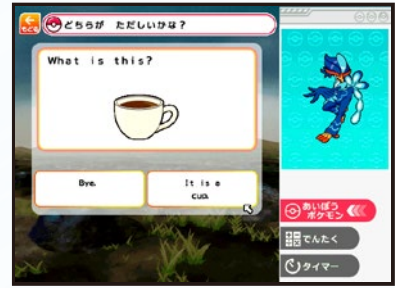 もどる
どちらが ただしいかな?
What is this?
Bye.
It is a
cup.
あいぼう
ポケモン
でんたく
タイマー